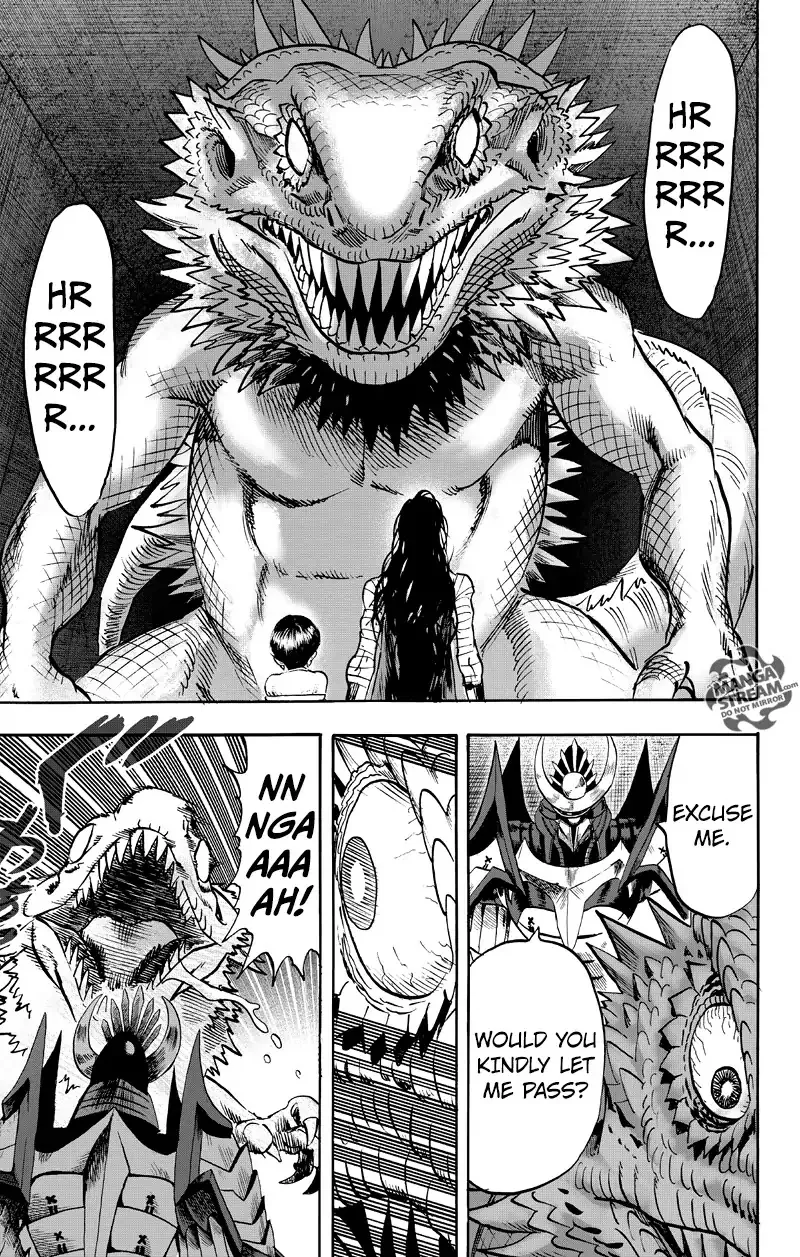 HR
RRR
RRR
R...
HR
RRR
RRR
R...
MANGA
STREAM.com
DO NOT MIRROR
EXCUSE
ME.
WOULD YOU
KINDLY LET
ME PASS?
NN
NGA
AAA
AH!